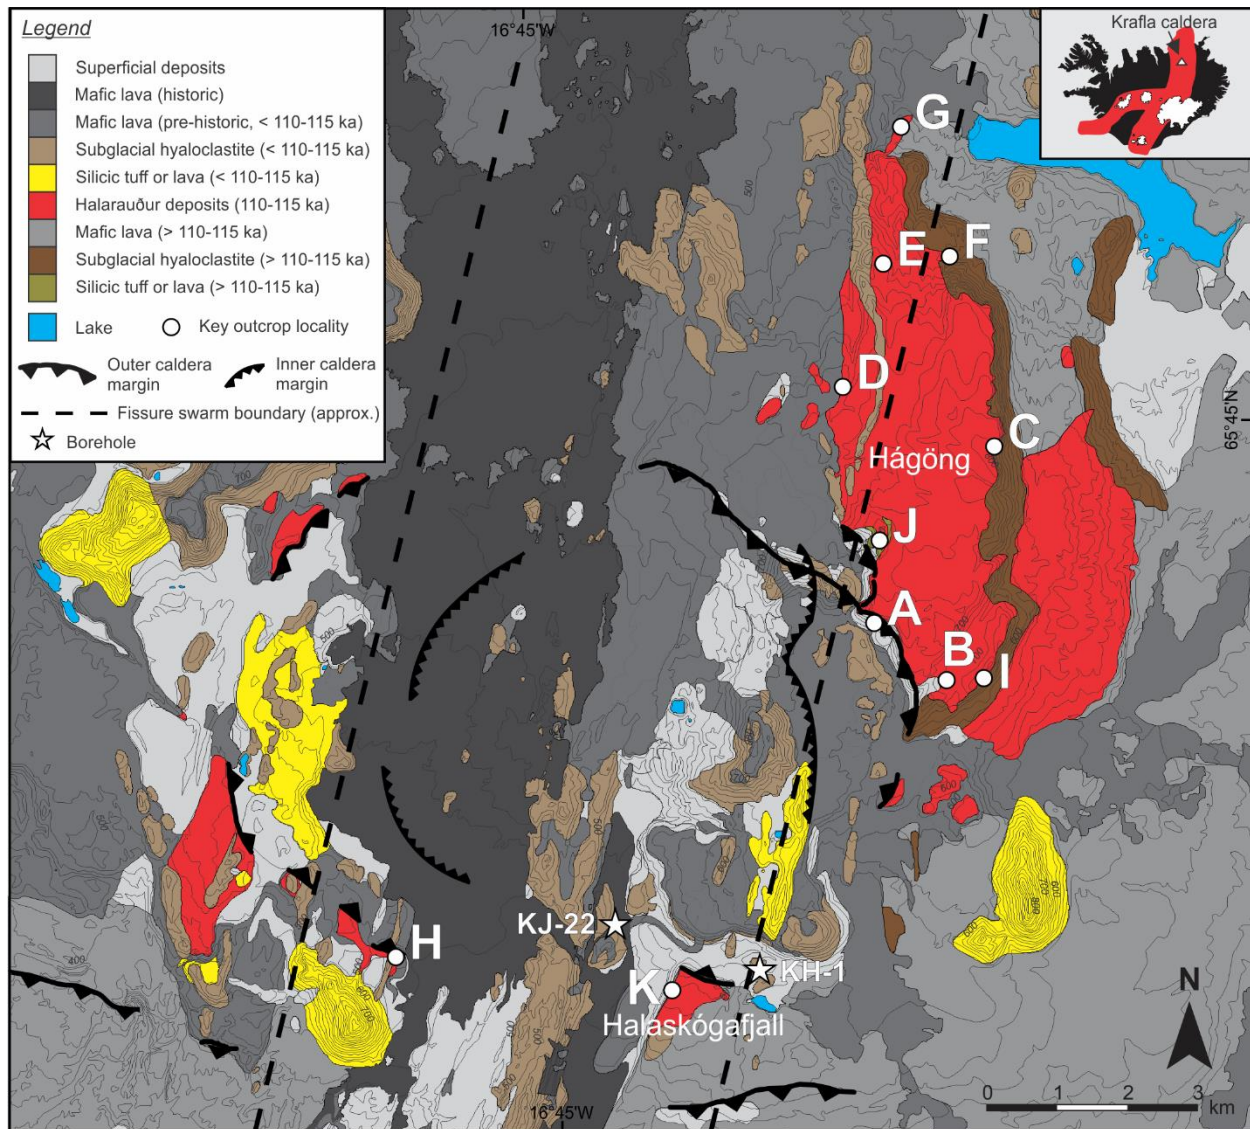 Legend
Superficial deposits
Mafic lava (historic)
Mafic lava (pre-historic, < 110-115 ka)
Subglacial hyaloclastite (< 110-115 ka)
Silicic tuff or lava (< 110-115 ka)
Halarauður deposits (110-115 ka)
Mafic lava (> 110-115 ka)
Subglacial hyaloclastite (> 110-115 ka)
Silicic tuff or lava (> 110-115 ka)
Lake
Key outcrop locality
Outer caldera
margin
Inner caldera
margin
Fissure swarm boundary (approx.)
Borehole
16°45'W
Krafla caldera
G
E
F
D
65°45'N
C
Hágöng
J
A
B
I
H
KJ-22
KH-1
K
Halaskógafjall
N
16°45'W
0 1 2 3
km